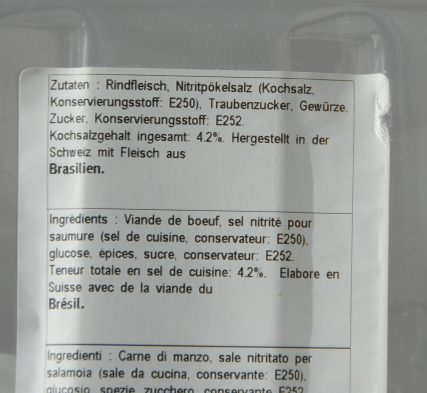 Zutaten : Rindfleisch, Nitritpökelsalz (Kochsalz,
Konservierungsstoff: E250), Traubenzucker, Gewürze,
Zucker, Konservierungsstoff: E252.
Kochsalzgehalt ingesamt: 4.2%. Hergestellt in der
Schweiz mit Fleisch aus
Brasilien.
Ingrédients : Viande de boeuf, sel nitrité pour
saumure (sel de cuisine, conservateur: E250),
glucose, épices, sucre, conservateur: E252.
Teneur totale en sel de cuisine: 4.2%. Elabore en
Suisse avec de la viande du
Brésil.
Ingredienti : Carne di manzo, sale nitritato per
salamoia (sale da cucina, conservante: E250),
glucosio, spezie, zucchero, conservante E252